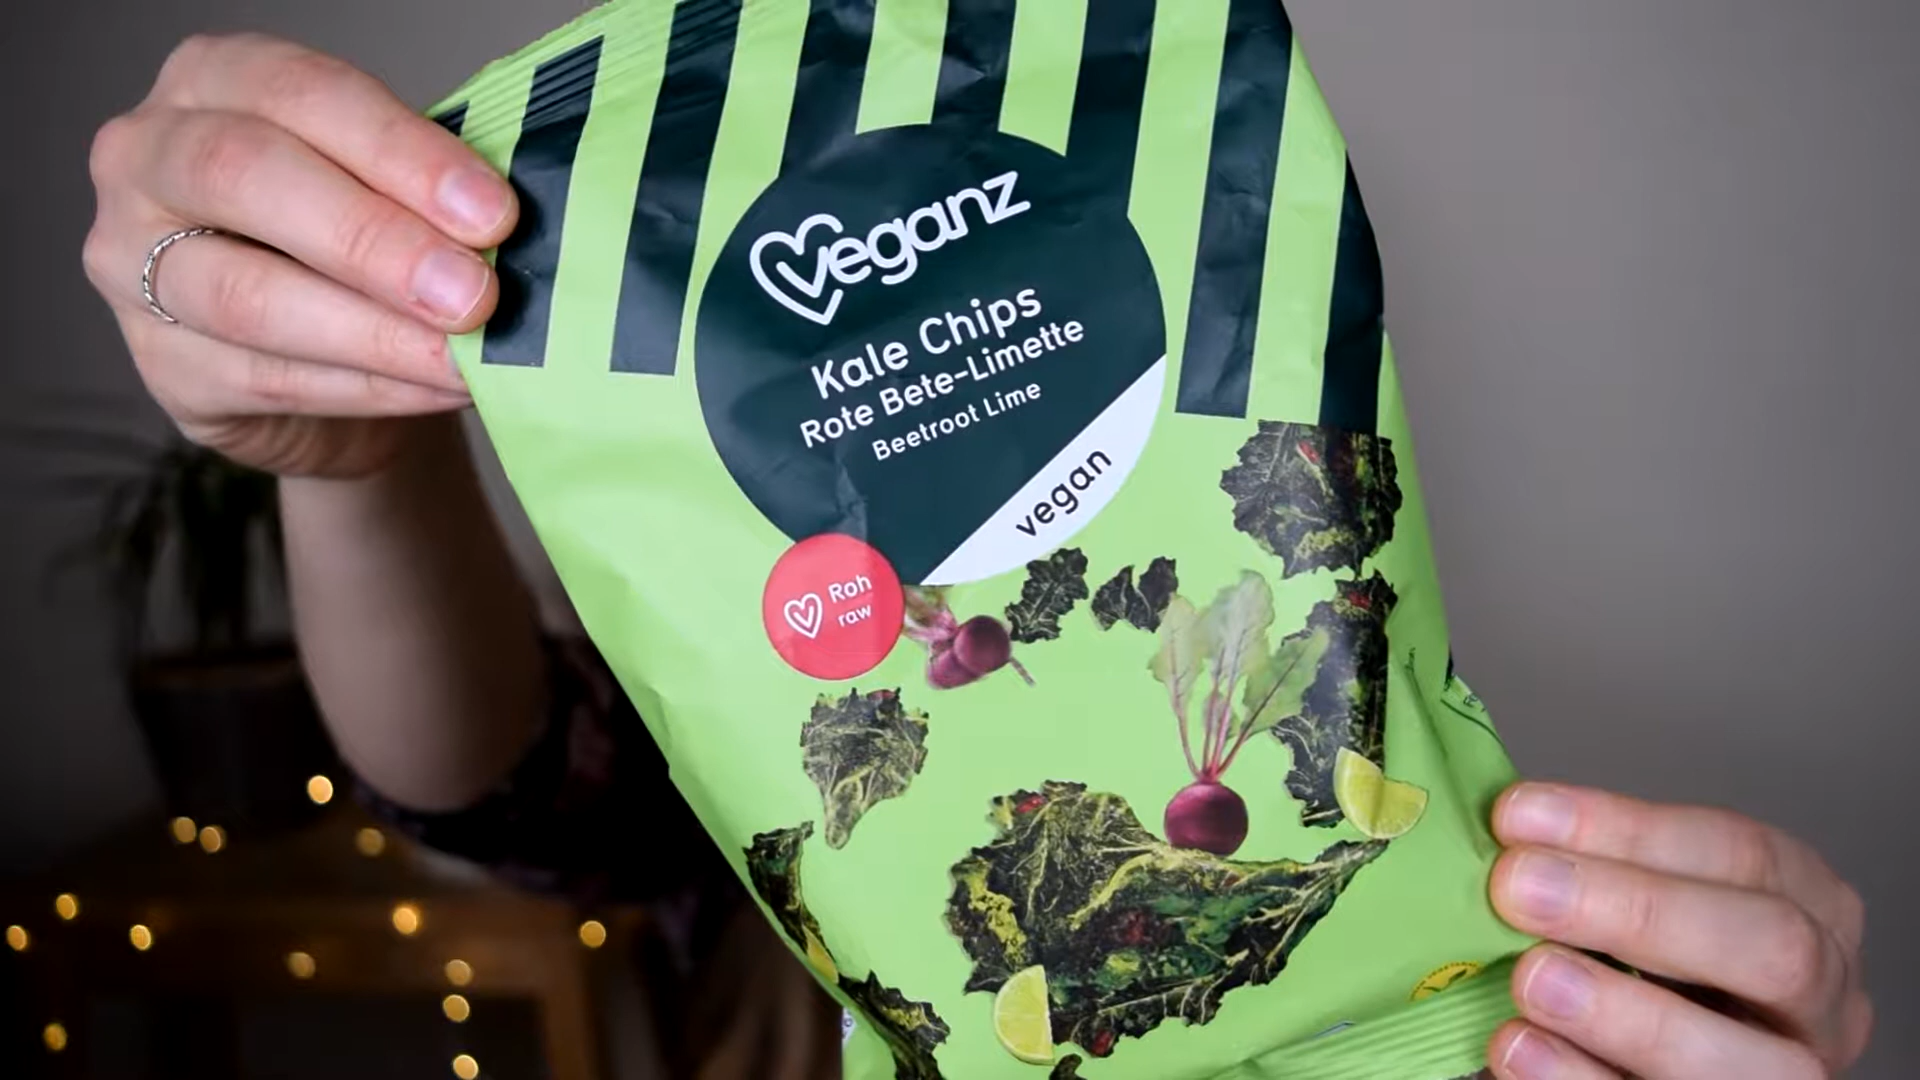 veganz
Kale Chips
Rote Bete-Limette
Beetroot Lime
vegan
Roh
raw